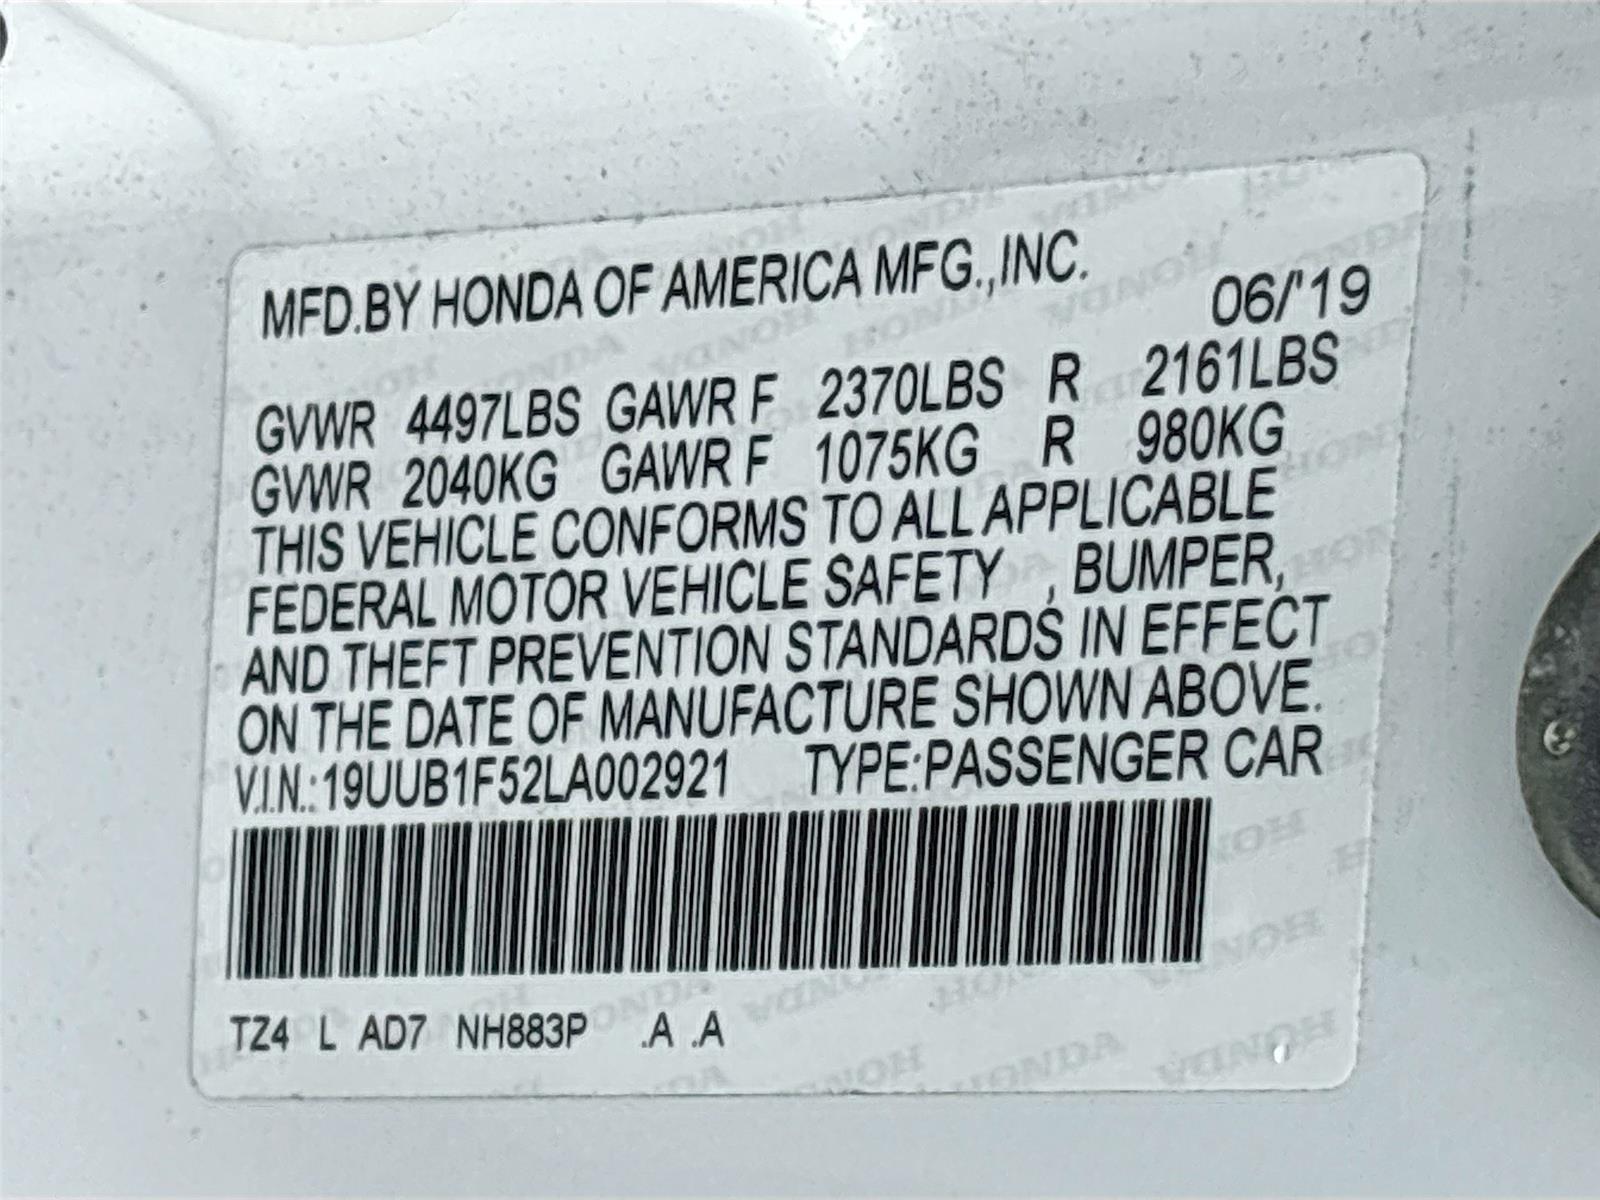 MFD.BY HONDA OF AMERICA MFG.,INC.
06/'19
GVWR 4497LBS GAWR F 2370LBS R 2161LBS
GVWR 2040KG GAWR F 1075KG R 980KG
THIS VEHICLE CONFORMS TO ALL APPLICABLE
FEDERAL MOTOR VEHICLE SAFETY , BUMPER,
AND THEFT PREVENTION STANDARDS IN EFFECT
ON THE DATE OF MANUFACTURE SHOWN ABOVE.
V.I.N.:19UUB1F52LA002921 TYPE:PASSENGER CAR
TZ4 L AD7 NH883P .A .A